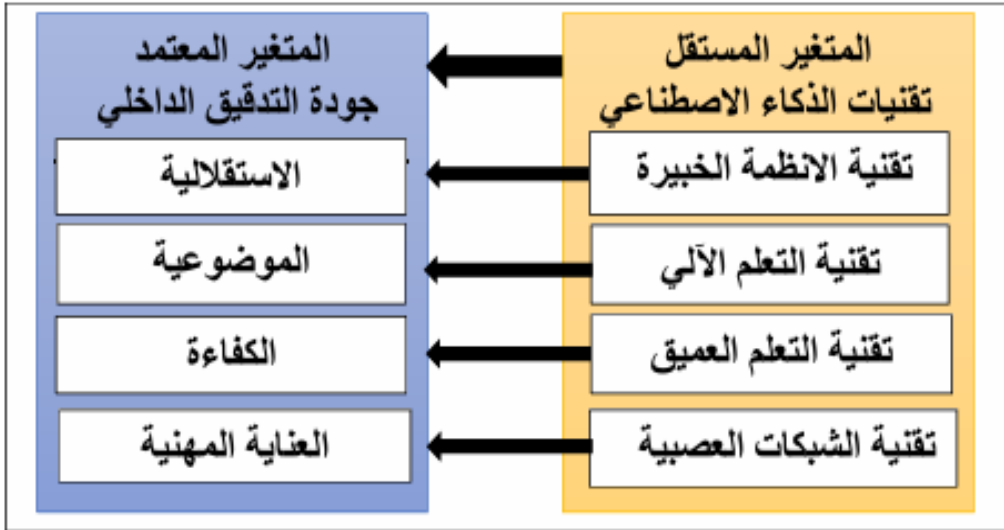 المتغير المستقل
تقنيات الذكاء الاصطناعي
تقنية الانظمة الخبيرة
تقنية التعلم الآلي
تقنية التعلم العميق
تقنية الشبكات العصبية
المتغير المعتمد
جودة التدقيق الداخلي
الاستقلالية
الموضوعية
الكفاءة
العناية المهنية